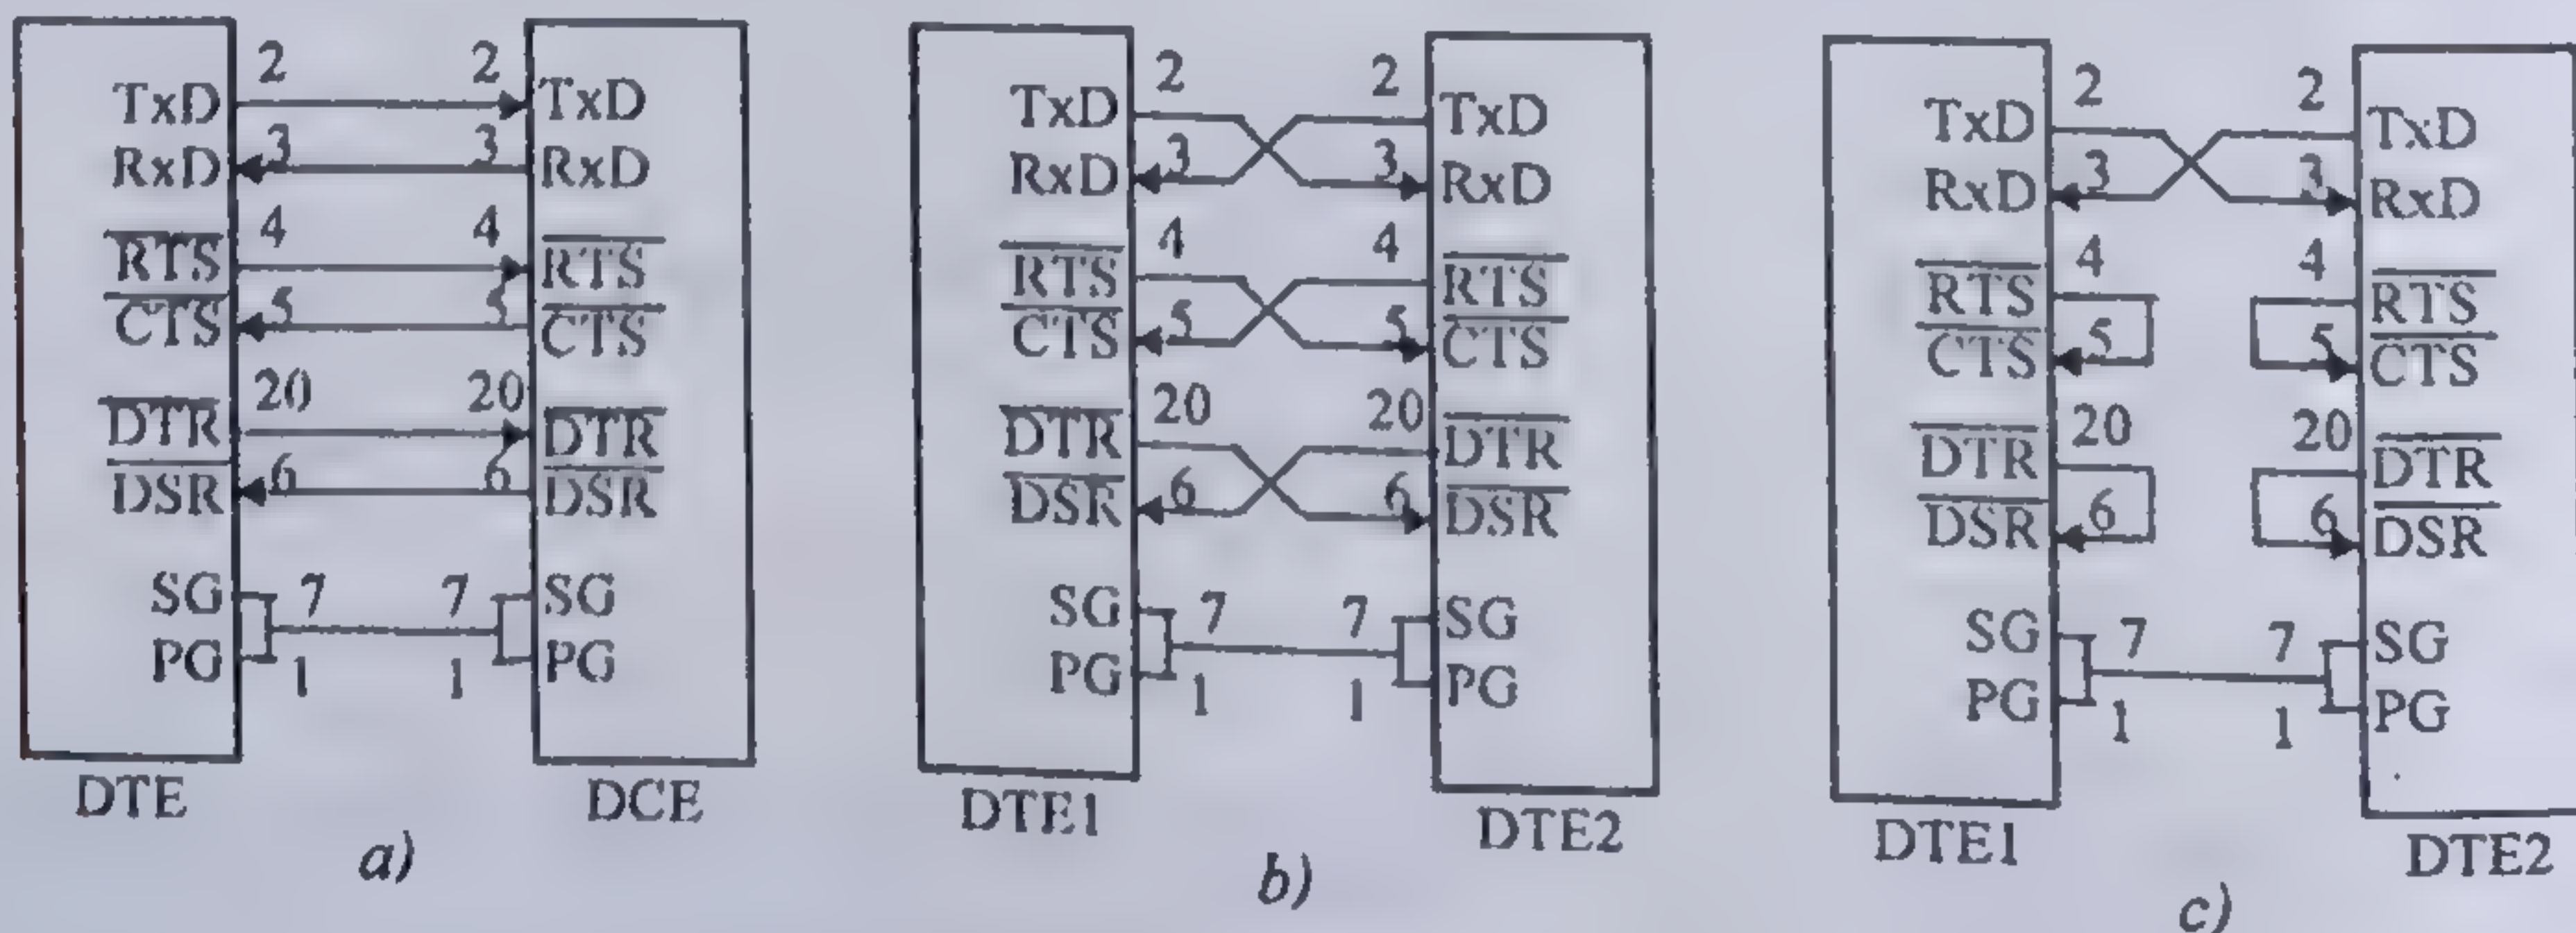 2 2
TxD TxD
3 3
RxD RxD
4 4
RTS RTS
5 5
CTS CTS
20 20
DTR DTR
6 6
DSR DSR
7 7
SG SG
PG PG
1 1
DTE DCE
a)
2 2
TxD TxD
3 3
RxD RxD
4 4
RTS RTS
5 5
CTS CTS
20 20
DTR DTR
6 6
DSR DSR
7 7
SG SG
PG PG
1 1
DTE1 DTE2
b)
2 2
TxD TxD
3 3
RxD RxD
4 4
RTS RTS
5 5
CTS CTS
20 20
DTR DTR
6 6
DSR DSR
7 7
SG SG
PG PG
1 1
DTE1 DTE2
c)